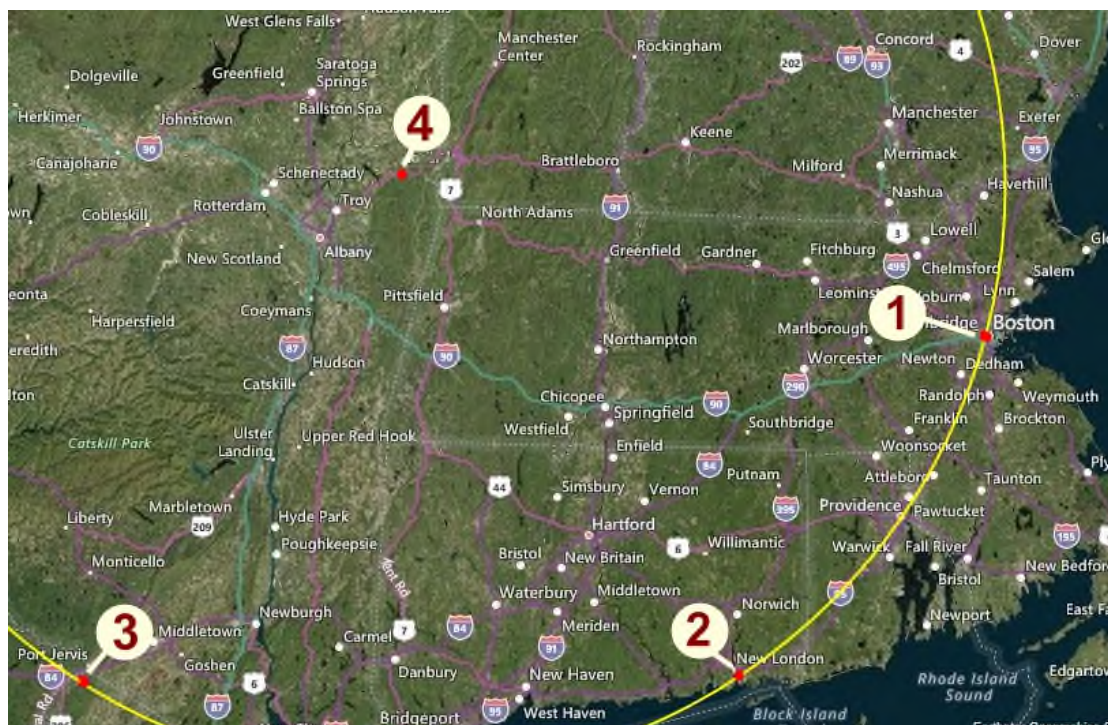 West Glens Falls
Hudson Falls
Manchester
Center
Rockingham
Concord
4
Dover
Dolgeville
Greenfield
Saratoga
Springs
202
89
93
Ballston Spa
Herkimer
Johnstown
4
Manchester
Exeter
Keene
95
Canajoharie
90
Brattleboro
Milford
Merrimack
Schenectady
7
Nashua
Haverhill
Rotterdam
Troy
91
Cobleskill
North Adams
3
Lowell
Albany
New Scotland
Greenfield
Gardner
Fitchburg
495
Chelmsford
Salem
Leominster
Lynn
Pittsfield
Coeymans
1
Boston
Harpersfield
Marlborough
87
Northampton
90
Worcester
Newton
Dedham
Hudson
Catskill
290
Randolph
Weymouth
Chicopee
90
Springfield
Franklin
Brockton
Westfield
Southbridge
Catskill Park
Ulster
Landing
Upper Red Hook
Enfield
Woonsocket
84
Putnam
Attleboro
Taunton
44
Simsbury
Vernon
Marbletown
395
Providence
Pawtucket
Liberty
209
Hyde Park
Hartford
6
Willimantic
195
Poughkeepsie
Warwick
Fall River
Monticello
Bristol
New Britain
Bristol
New Bedford
Kent Rd
95
Waterbury
Middletown
Norwich
Newburgh
3
Middletown
7
84
Meriden
2
Newport
Carmel
91
Port Jervis
84
Goshen
6
Danbury
New Haven
New London
Rhode Island
Sound
87
Bridgeport
95
West Haven
Block Island